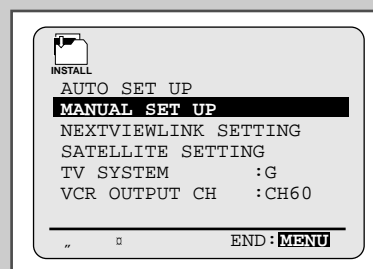 INSTALL
AUTO SET UP
MANUAL SET UP
NEXTVIEWLINK SETTING
SATELLITE SETTING
TV SYSTEM :G
VCR OUTPUT CH :CH60
„ ¤ END:MENU